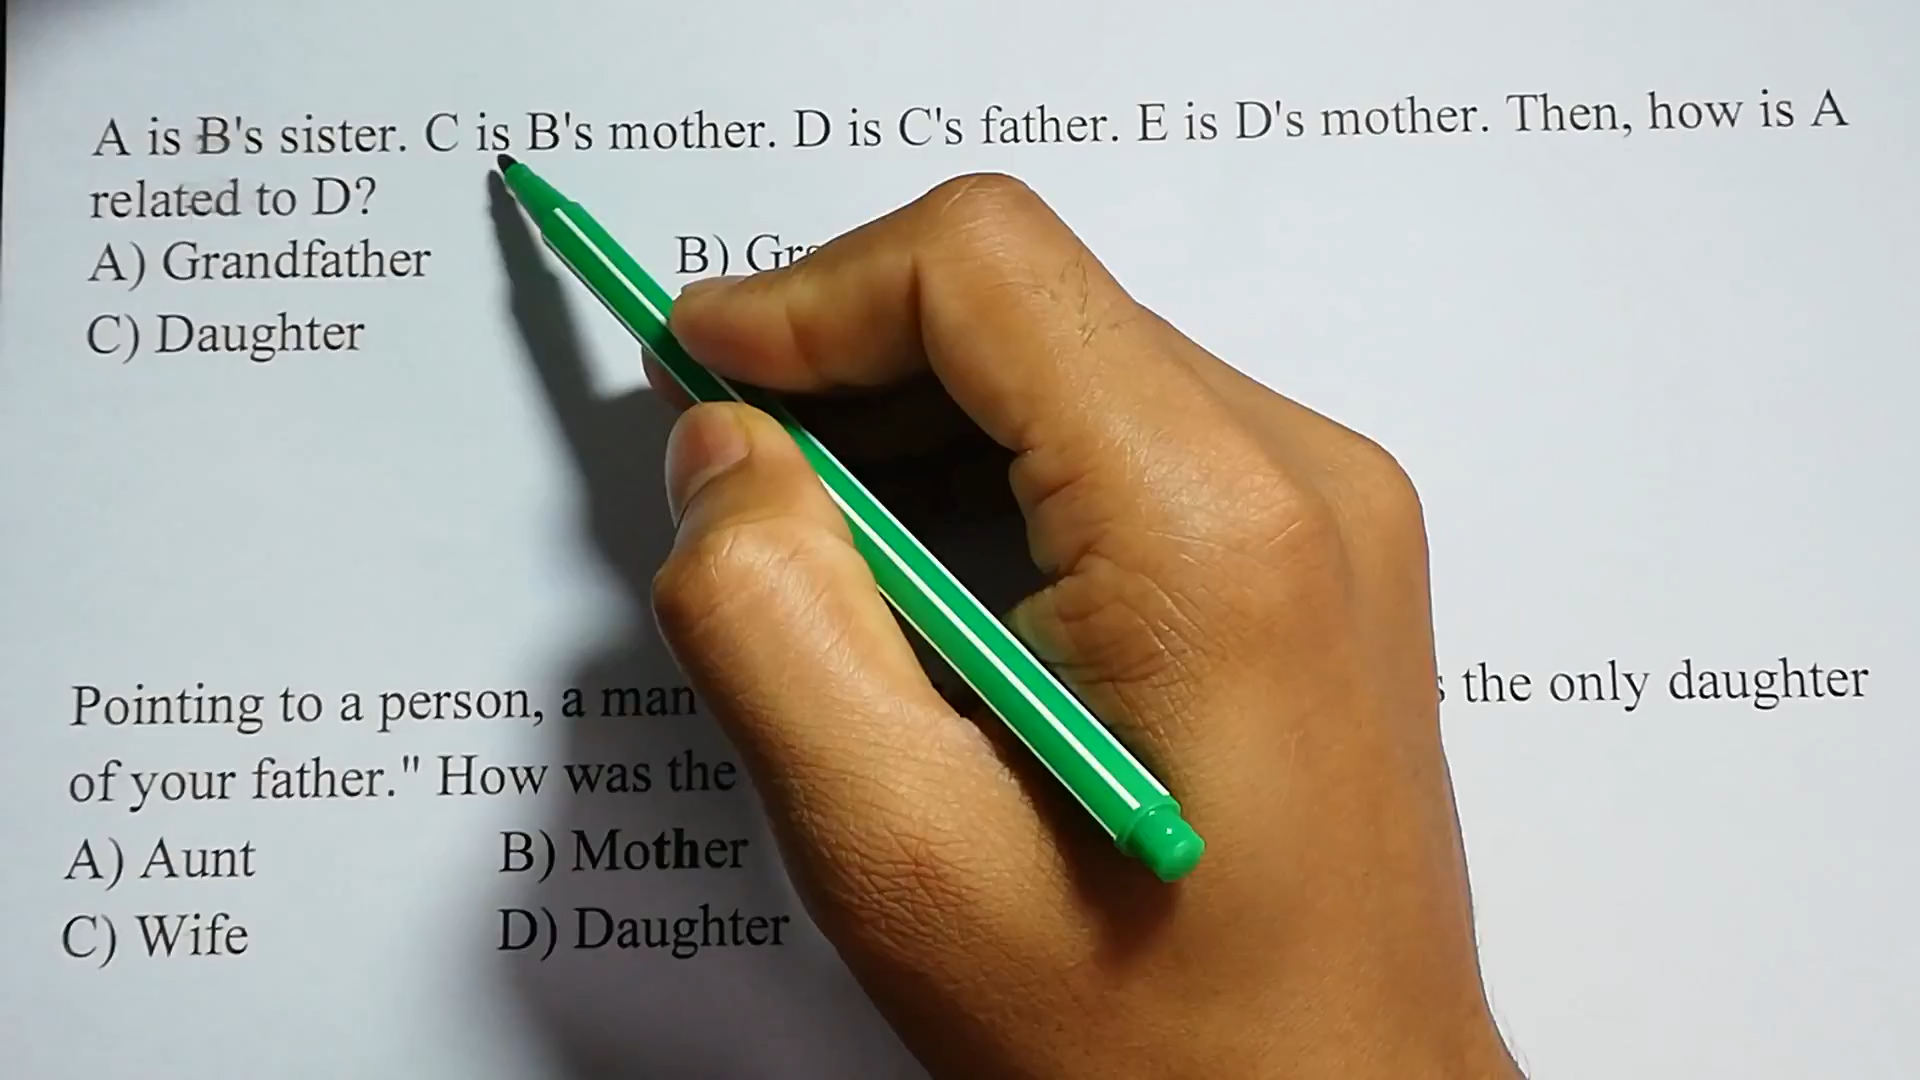 A is B's sister. C is B's mother. D is C's father. E is D's mother. Then, how is A
related to D?
A) Grandfather B)
C) Daughter
Pointing to a person, a man the only daughter
of your father." How was the
A) Aunt B) Mother
C) Wife D) Daughter